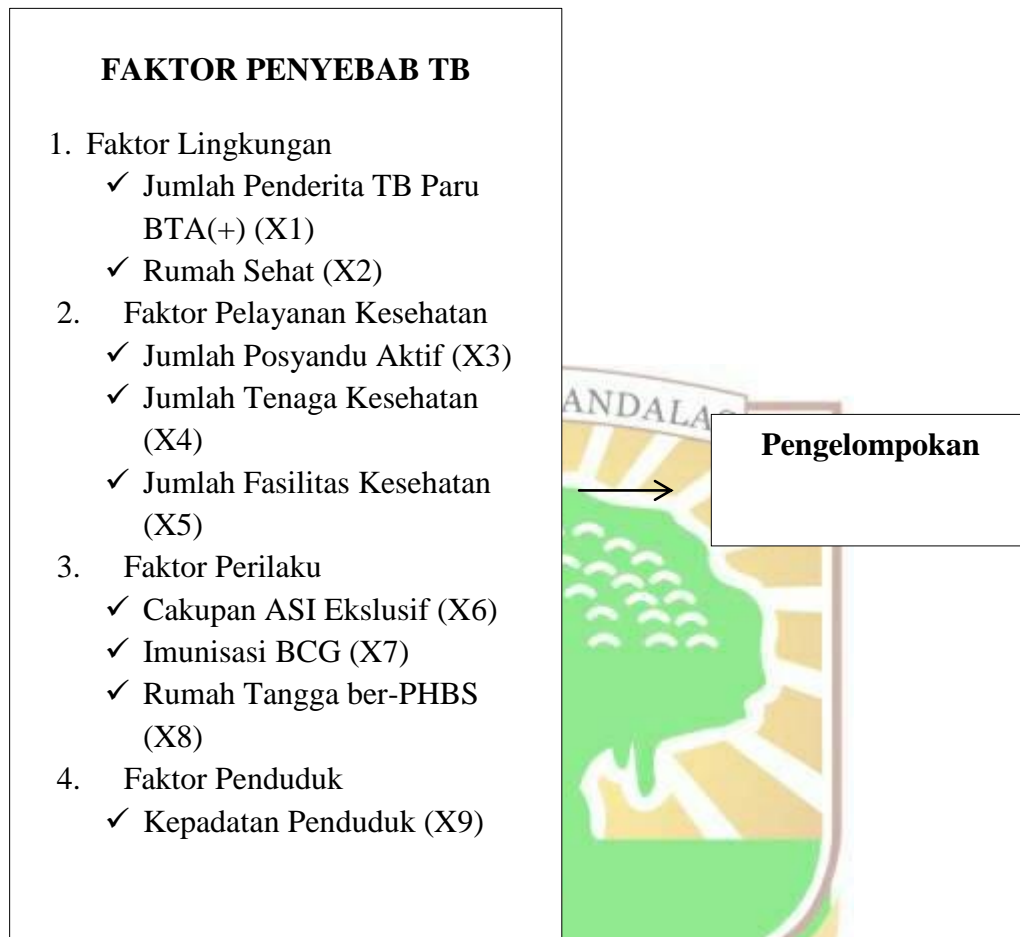 FAKTOR PENYEBAB TB
1. Faktor Lingkungan
✓ Jumlah Penderita TB Paru
BTA(+) (X1)
✓ Rumah Sehat (X2)
2. Faktor Pelayanan Kesehatan
✓ Jumlah Posyandu Aktif (X3)
✓ Jumlah Tenaga Kesehatan
(X4)
✓ Jumlah Fasilitas Kesehatan
(X5)
3. Faktor Perilaku
✓ Cakupan ASI Ekslusif (X6)
✓ Imunisasi BCG (X7)
✓ Rumah Tangga ber-PHBS
(X8)
4. Faktor Penduduk
✓ Kepadatan Penduduk (X9)
ANDALA
Pengelompokan